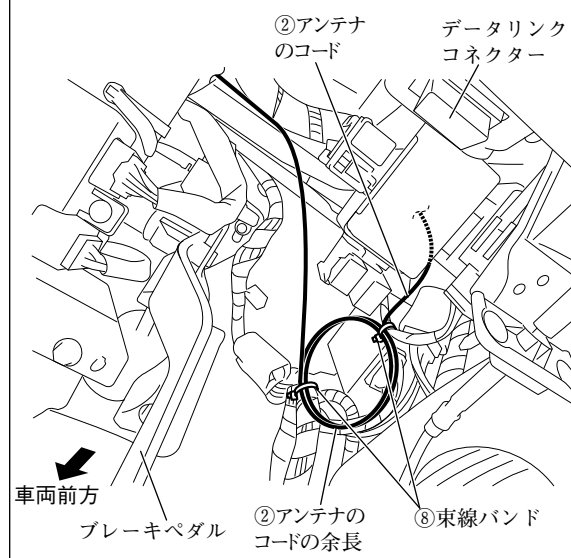 ②アンテナ
のコード
データリンク
コネクター
車両前方
ブレーキペダル
②アンテナの
コードの余長
⑧束線バンド